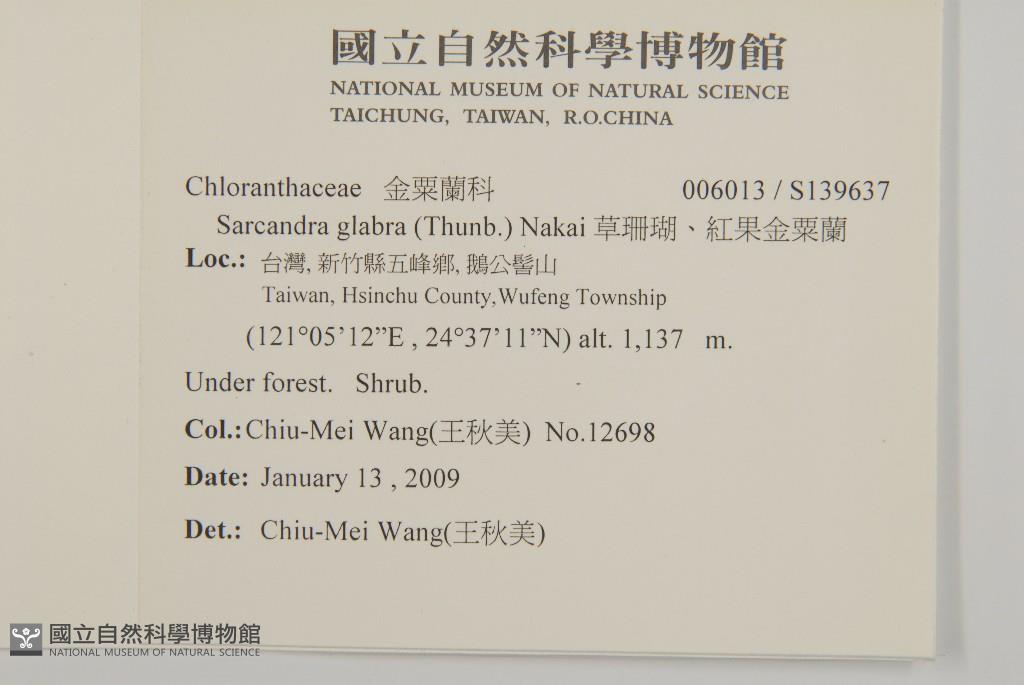 國立自然科學博物館
NATIONAL MUSEUM OF NATURAL SCIENCE
TAICHUNG, TAIWAN, R.O.CHINA
Chloranthaceae 金粟蘭科 006013 / S139637
Sarcandra glabra (Thunb.) Nakai 草珊瑚、紅果金粟蘭
Loc.: 台灣, 新竹縣五峰鄉, 鵝公髻山
Taiwan, Hsinchu County,Wufeng Township
(121°05’12”E , 24°37’11”N) alt. 1,137 m.
Under forest. Shrub.
Col.:Chiu-Mei Wang(王秋美) No.12698
Date: January 13 , 2009
Det.: Chiu-Mei Wang(王秋美)
國立自然科學博物館
NATIONAL MUSEUM OF NATURAL SCIENCE